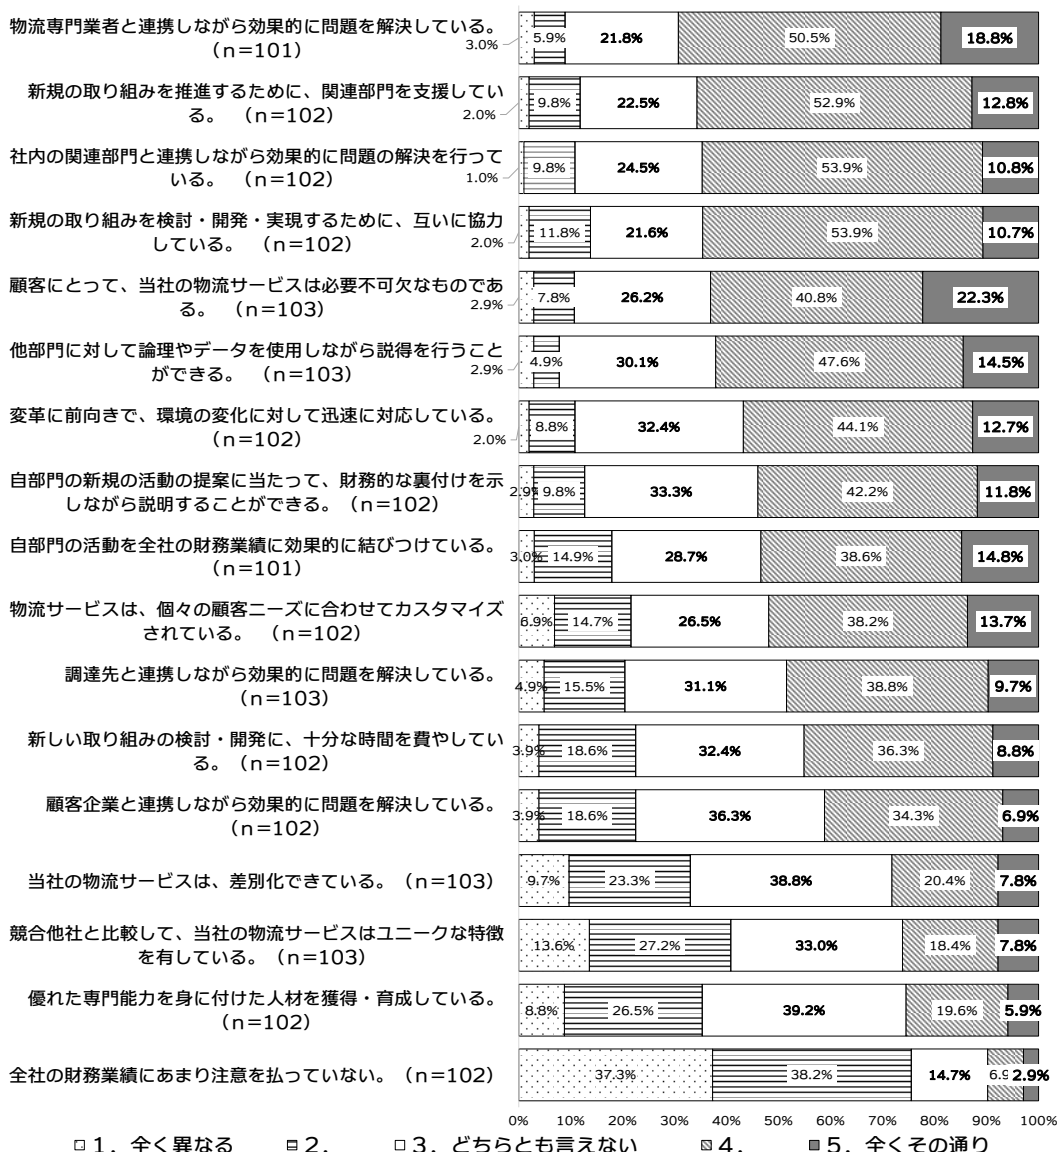 物流専門業者と連携しながら効果的に問題を解決している。
（n＝101）
3.0% 5.9% 21.8% 50.5% 18.8%
新規の取り組みを推進するために、関連部門を支援してい
る。 （n＝102）
2.0% 9.8% 22.5% 52.9% 12.8%
社内の関連部門と連携しながら効果的に問題の解決を行って
いる。 （n＝102）
1.0% 9.8% 24.5% 53.9% 10.8%
新規の取り組みを検討・開発・実現するために、互いに協力
している。 （n＝102）
2.0% 11.8% 21.6% 53.9% 10.7%
顧客にとって、当社の物流サービスは必要不可欠なものであ
る。 （n＝103）
2.9% 7.8% 26.2% 40.8% 22.3%
他部門に対して論理やデータを使用しながら説得を行うこと
ができる。 （n＝103）
2.9% 4.9% 30.1% 47.6% 14.5%
変革に前向きで、環境の変化に対して迅速に対応している。
（n＝102）
2.0% 8.8% 32.4% 44.1% 12.7%
自部門の新規の活動の提案に当たって、財務的な裏付けを示
しながら説明することができる。（n＝102）
2.9% 9.8% 33.3% 42.2% 11.8%
自部門の活動を全社の財務業績に効果的に結びつけている。
（n＝101）
3.0% 14.9% 28.7% 38.6% 14.8%
物流サービスは、個々の顧客ニーズに合わせてカスタマイズ
されている。 （n＝102）
6.9% 14.7% 26.5% 38.2% 13.7%
調達先と連携しながら効果的に問題を解決している。
（n＝103）
4.9% 15.5% 31.1% 38.8% 9.7%
新しい取り組みの検討・開発に、十分な時間を費やしてい
る。（n＝102）
3.9% 18.6% 32.4% 36.3% 8.8%
顧客企業と連携しながら効果的に問題を解決している。
（n＝102）
3.9% 18.6% 36.3% 34.3% 6.9%
当社の物流サービスは、差別化できている。（n＝103）
9.7% 23.3% 38.8% 20.4% 7.8%
競合他社と比較して、当社の物流サービスはユニークな特徴
を有している。（n＝103）
13.6% 27.2% 33.0% 18.4% 7.8%
優れた専門能力を身に付けた人材を獲得・育成している。
（n＝102）
8.8% 26.5% 39.2% 19.6% 5.9%
全社の財務業績にあまり注意を払っていない。（n＝102）
37.3% 38.2% 14.7% 2.9%
0% 10% 20% 30% 40% 50% 60% 70% 80% 90% 100%
１．全く異なる ２． ３．どちらとも言えない ４． ５．全くその通り